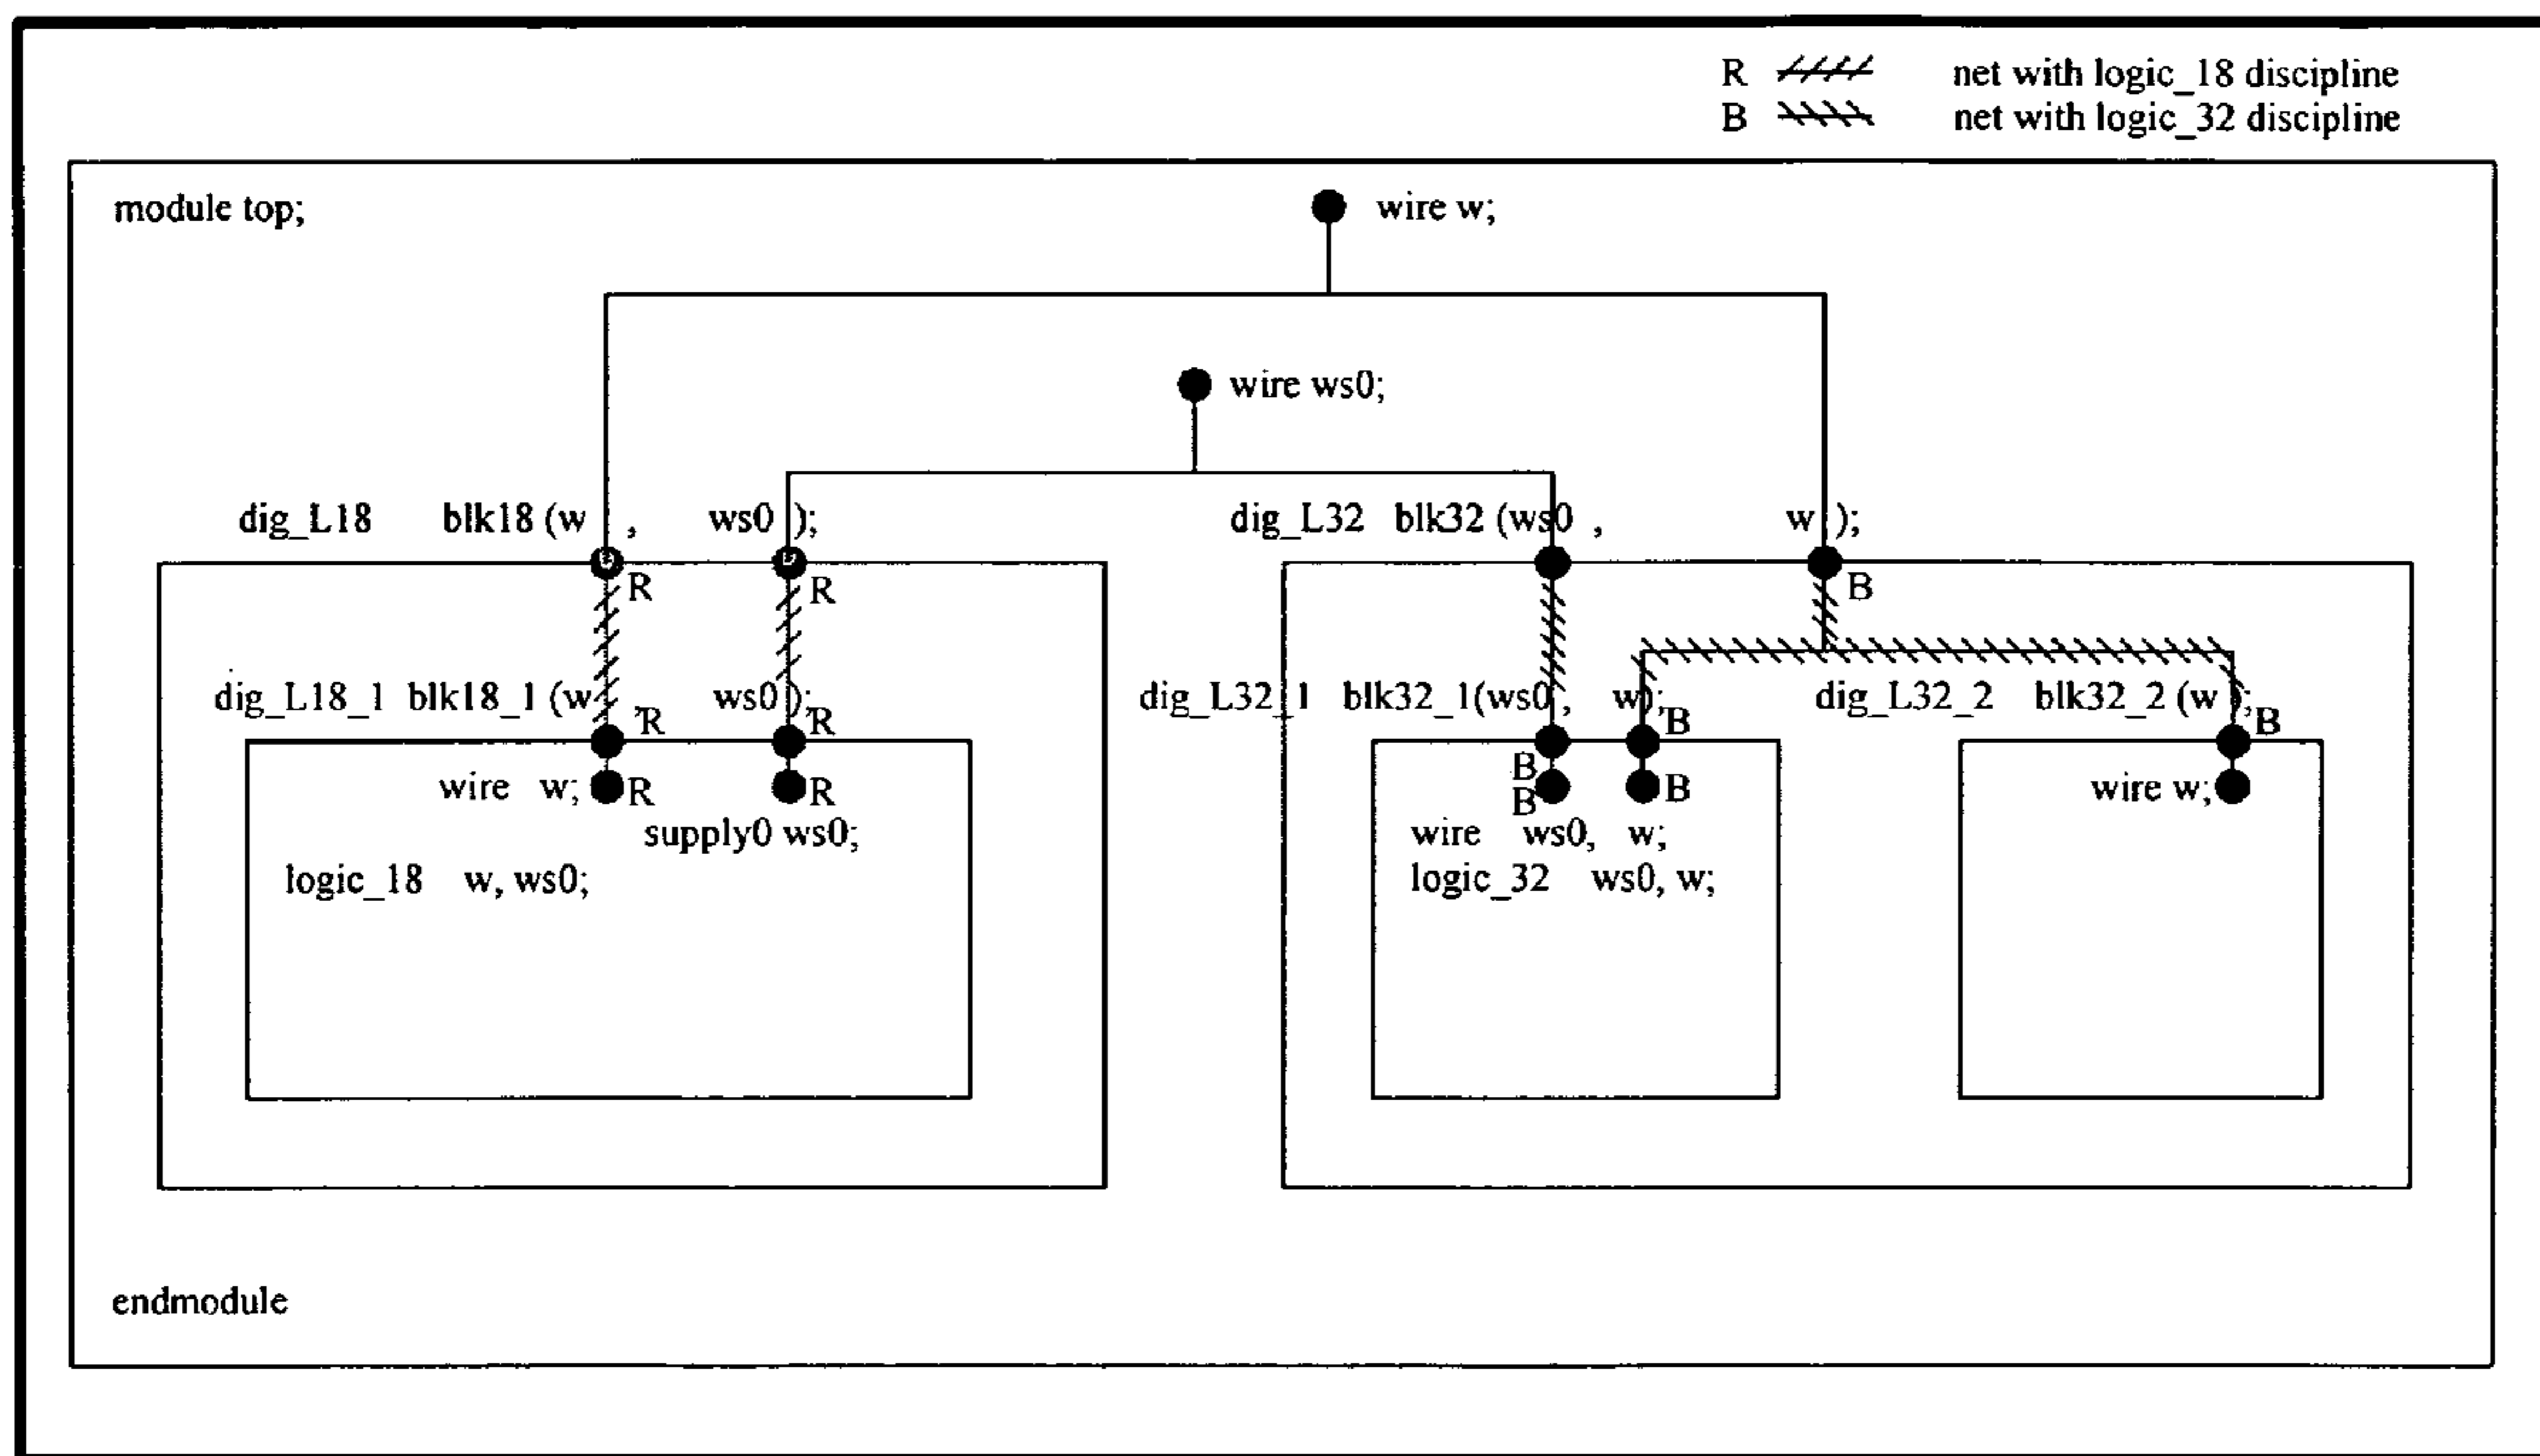 R net with logic_18 discipline
B net with logic_32 discipline
module top; wire w;
wire ws0;
dig_L18 blk18 (w , ws0 ); dig_L32 blk32 (ws0 , w );
R R B
dig_L18_1 blk18_1 (w , ws0 ); dig_L32_1 blk32_1(ws0 , w); dig_L32_2 blk32_2 (w );
R R B B
wire w; R R B B wire w;
B
supply0 ws0; wire ws0, w;
logic_18 w, ws0; logic_32 ws0, w;
endmodule